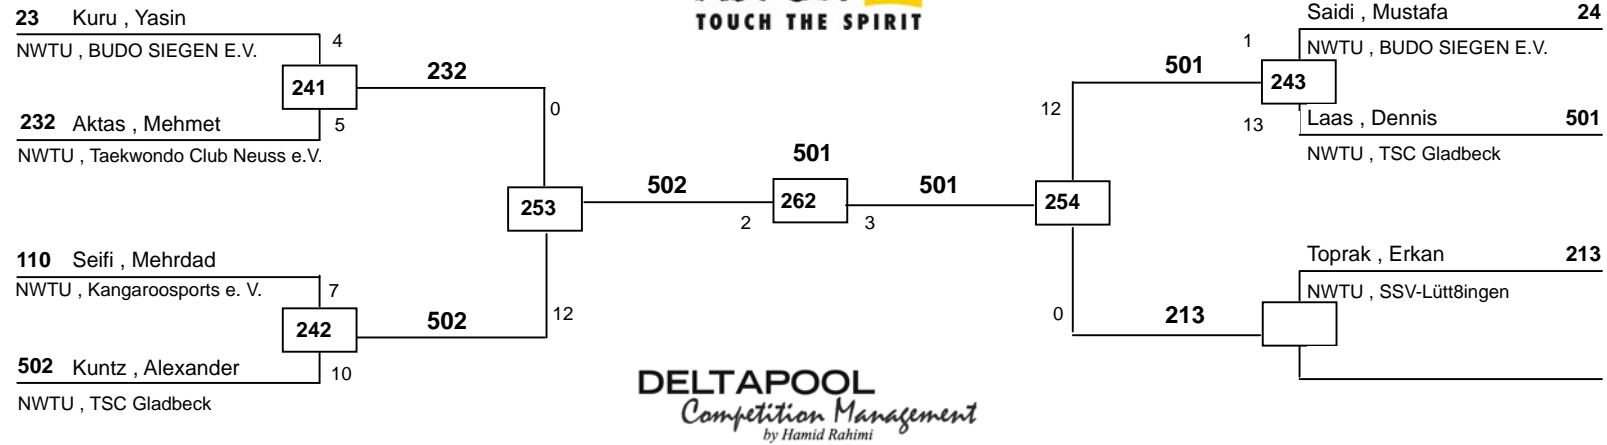 TOUCH THE SPIRIT
23 Kuru , Yasin
NWTU , BUDO SIEGEN E.V.
4
241
232
5
232 Aktas , Mehmet
NWTU , Taekwondo Club Neuss e.V.
0
253
502
2
501
262
3
501
254
12
501
1
243
13
Saidi , Mustafa 24
NWTU , BUDO SIEGEN E.V.
Laas , Dennis 501
NWTU , TSC Gladbeck
110 Seifi , Mehrdad
NWTU , Kangaroosports e. V.
7
242
502
12
10
502 Kuntz , Alexander
NWTU , TSC Gladbeck
0
213
Toprak , Erkan 213
NWTU , SSV-Lütt8ingen
DELTAPOOL
Competition Management
by Hamid Rahimi